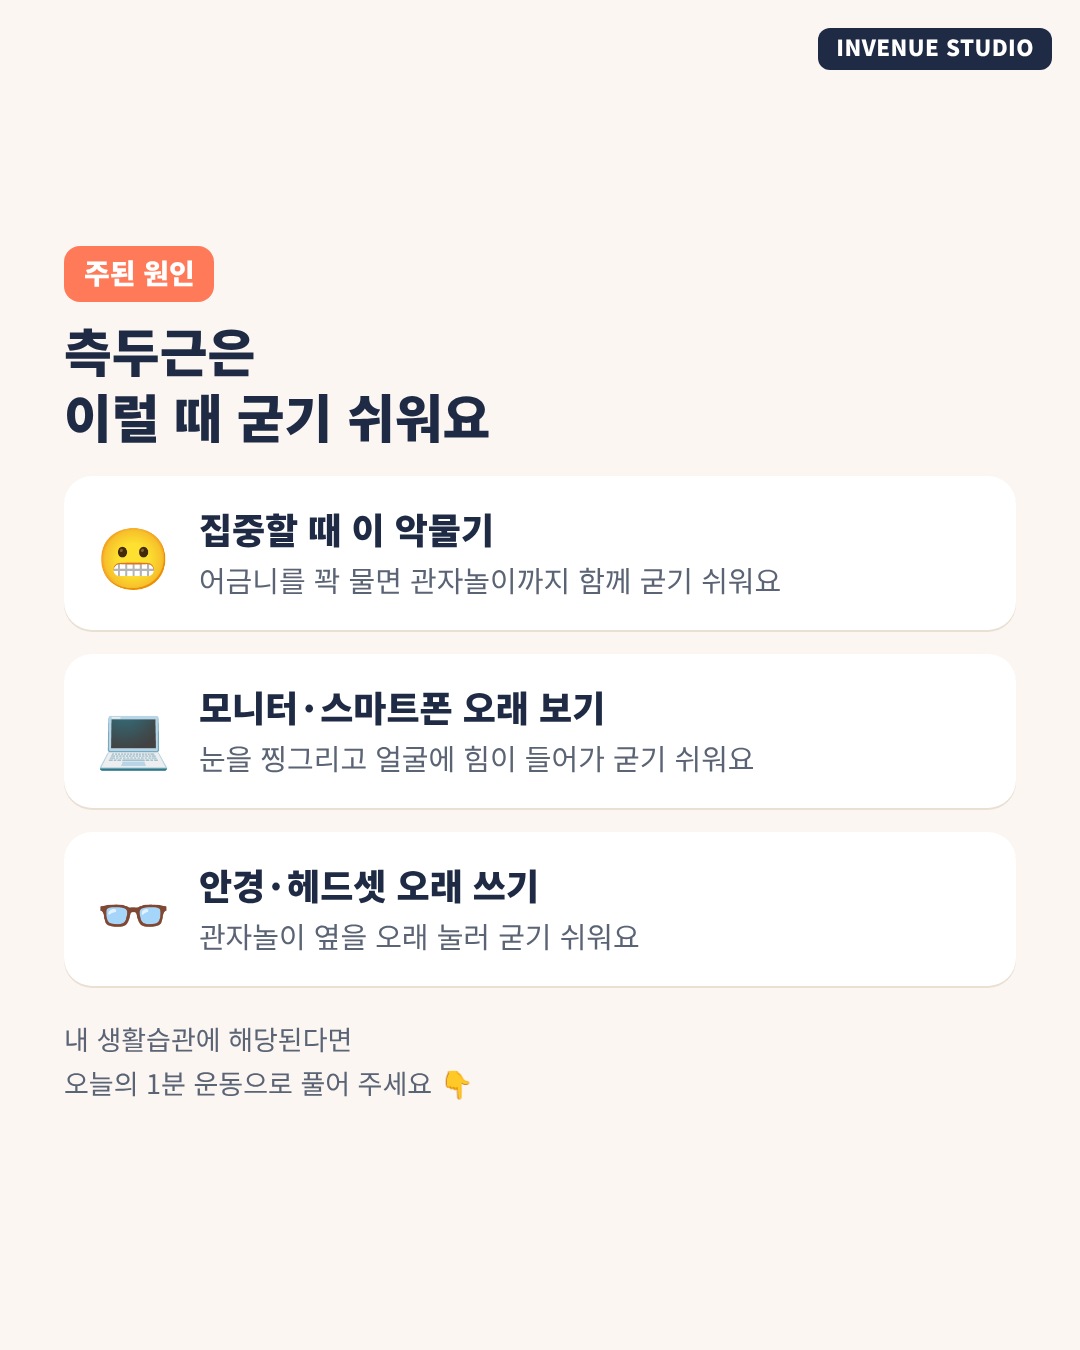 INVENUE STUDIO
주된 원인
측두근은
이럴 때 굳기 쉬워요
집중할 때 이 악물기
어금니를 꽉 물면 관자놀이까지 함께 굳기 쉬워요
모니터·스마트폰 오래 보기
눈을 찡그리고 얼굴에 힘이 들어가 굳기 쉬워요
안경·헤드셋 오래 쓰기
관자놀이 옆을 오래 눌러 굳기 쉬워요
내 생활습관에 해당된다면
오늘의 1분 운동으로 풀어 주세요 👇